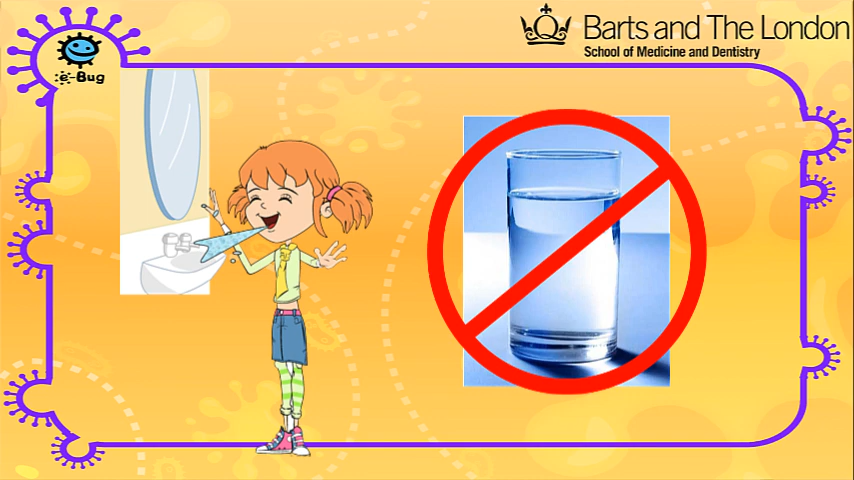 Barts and The London
School of Medicine and Dentistry
e-Bug